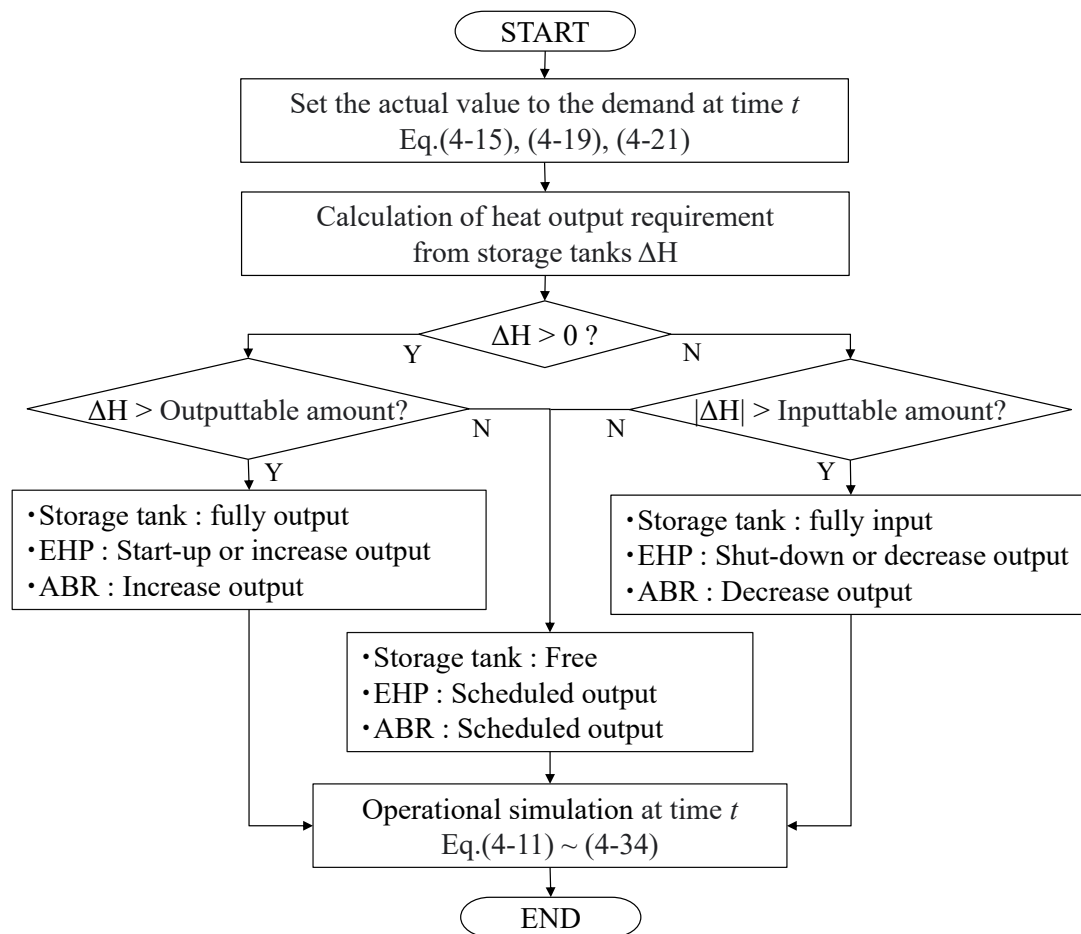 START
Set the actual value to the demand at time t
Eq.(4-15), (4-19), (4-21)
Calculation of heat output requirement
from storage tanks ΔH
ΔH > 0 ?
Y
N
ΔH > Outputtable amount?
N
Y
|ΔH| > Inputtable amount?
N
Y
・Storage tank : fully output
・EHP : Start-up or increase output
・ABR : Increase output
・Storage tank : fully input
・EHP : Shut-down or decrease output
・ABR : Decrease output
・Storage tank : Free
・EHP : Scheduled output
・ABR : Scheduled output
Operational simulation at time t
Eq.(4-11) ~ (4-34)
END